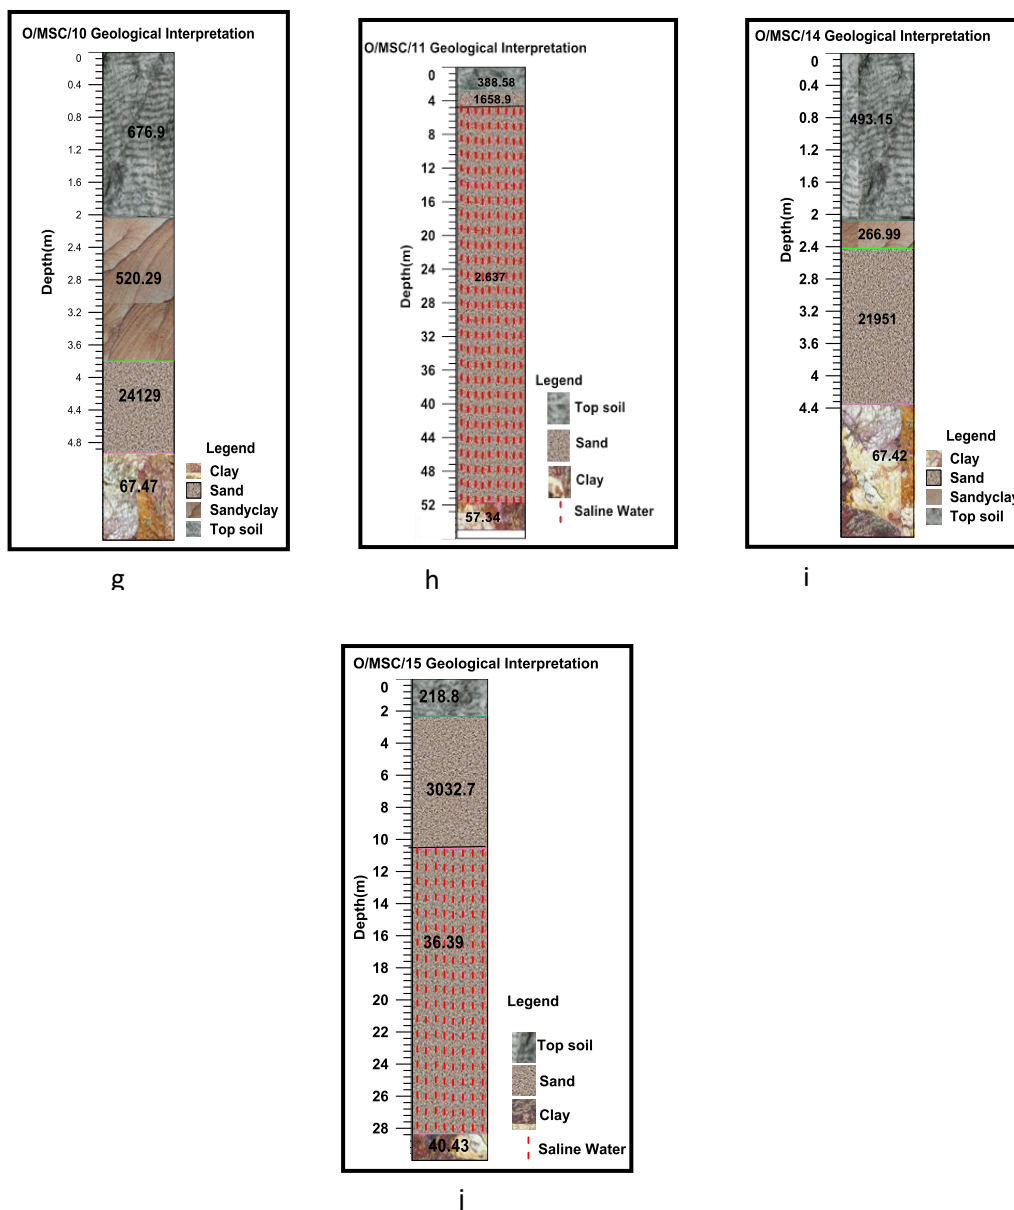 O/MSC/10 Geological Interpretation
0
0.4
0.8
1.2
1.6
2
2.4
2.8
3.2
3.6
4
4.4
4.8
Depth(m)
676.9
520.29
24129
67.47
Legend
Clay
Sand
Sandyclay
Top soil
g
O/MSC/11 Geological Interpretation
0
4
8
12
16
20
24
28
32
36
40
44
48
52
Depth(m)
388.58
1658.9
2.637
57.34
Legend
Top soil
Sand
Clay
Saline Water
h
O/MSC/14 Geological Interpretation
0
0.4
0.8
1.2
1.6
2
2.4
2.8
3.2
3.6
4
4.4
Depth(m)
493.15
266.99
21951
67.42
Legend
Clay
Sand
Sandyclay
Top soil
i
O/MSC/15 Geological Interpretation
0
2
4
6
8
10
12
14
16
18
20
22
24
26
28
Depth(m)
218.8
3032.7
36.39
40.43
Legend
Top soil
Sand
Clay
Saline Water
j